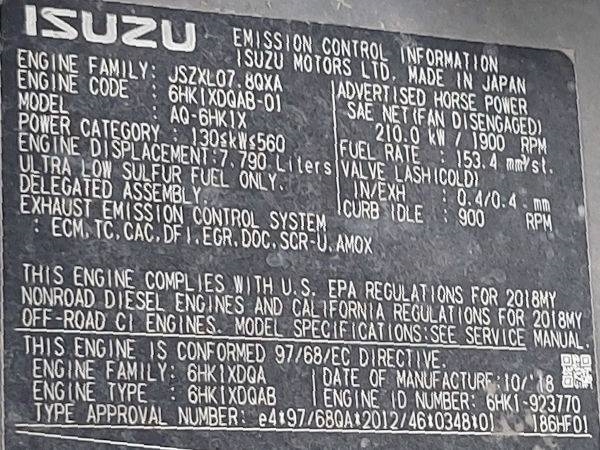 ISUZU
EMISSION CONTROL INFORMATION
ISUZU MOTORS LTD. MADE IN JAPAN
ENGINE FAMILY: JSZXL07.8QXA
ENGINE CODE : 6HK1XDQAB-01
MODEL : AQ-6HK1X
POWER CATEGORY : 130≤kW≤560
ENGINE DISPLACEMENT:7.790 Liters
ULTRA LOW SULFUR FUEL ONLY.
DELEGATED ASSEMBLY.
EXHAUST EMISSION CONTROL SYSTEM
: ECM,TC,CAC,DFI,EGR,DOC,SCR-U,AMOX
ADVERTISED HORSE POWER
SAE NET(FAN DISENGAGED)
210.0 kW / 1900 RPM
FUEL RATE : 153.4 mm³/st.
VALVE LASH(COLD)
IN/EXH : 0.4/0.4 mm
CURB IDLE : 900 RPM
THIS ENGINE COMPLIES WITH U.S. EPA REGULATIONS FOR 2018MY
NONROAD DIESEL ENGINES AND CALIFORNIA REGULATIONS FOR 2018MY
OFF-ROAD CI ENGINES. MODEL SPECIFICATIONS:SEE SERVICE MANUAL.
THIS ENGINE IS CONFORMED 97/68/EC DIRECTIVE.
ENGINE FAMILY: 6HK1XDQA
DATE OF MANUFACTURE:10/'18
ENGINE TYPE : 6HK1XDQAB
ENGINE ID NUMBER: 6HK1-923770
TYPE APPROVAL NUMBER: e4*97/68QA*2012/46*0348*01
186HF01